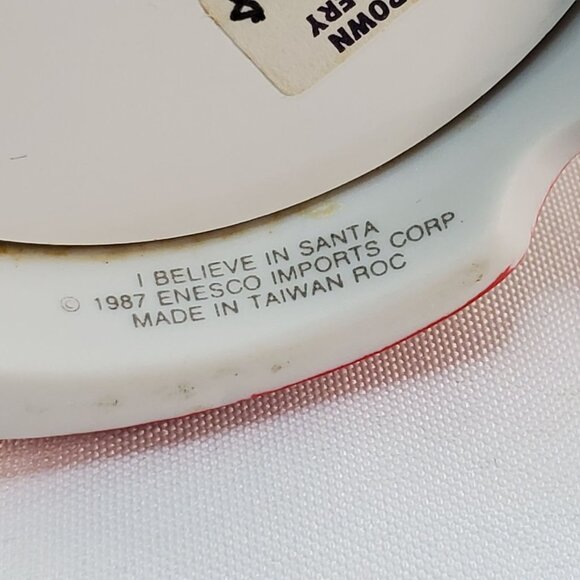 I BELIEVE IN SANTA
© 1987 ENESCO IMPORTS CORP.
MADE IN TAIWAN ROC